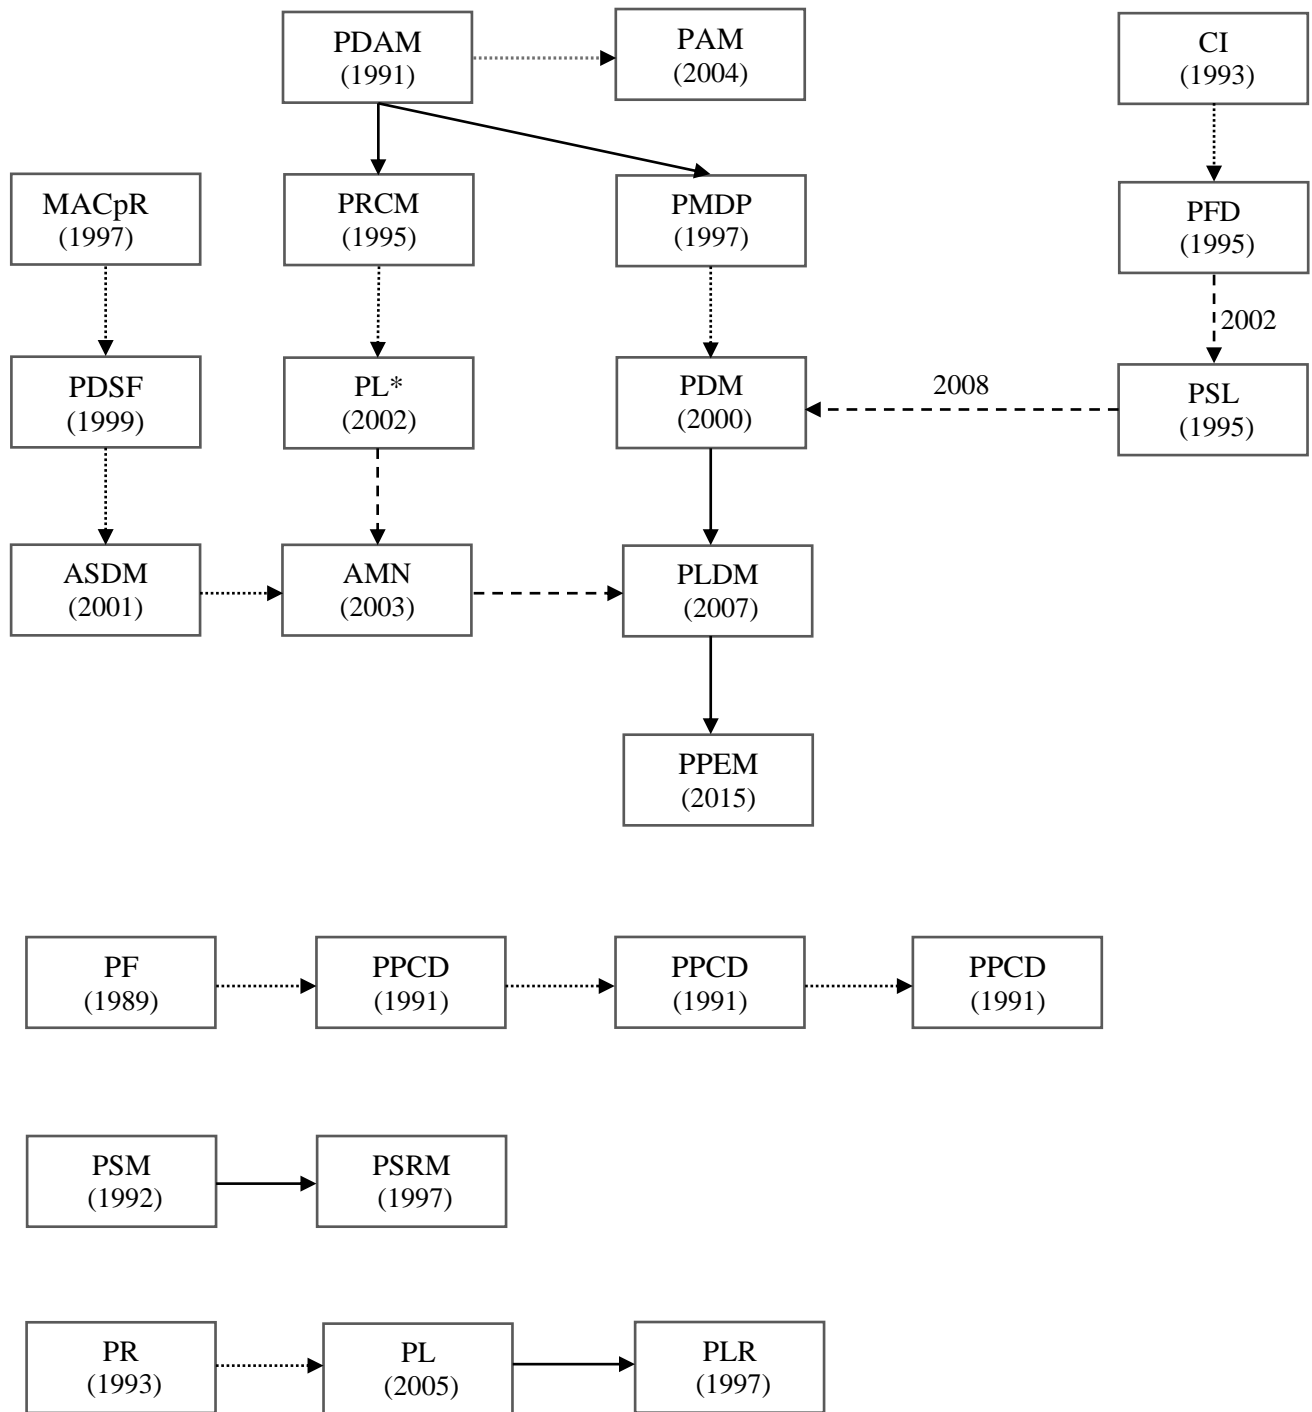 PDAM
(1991)
PAM
(2004)
CI
(1993)
MACpR
(1997)
PRCM
(1995)
PMDP
(1997)
PFD
(1995)
2002
PDSF
(1999)
PL*
(2002)
PDM
(2000)
2008
PSL
(1995)
ASDM
(2001)
AMN
(2003)
PLDM
(2007)
PPEM
(2015)
PF
(1989)
PPCD
(1991)
PPCD
(1991)
PPCD
(1991)
PSM
(1992)
PSRM
(1997)
PR
(1993)
PL
(2005)
PLR
(1997)